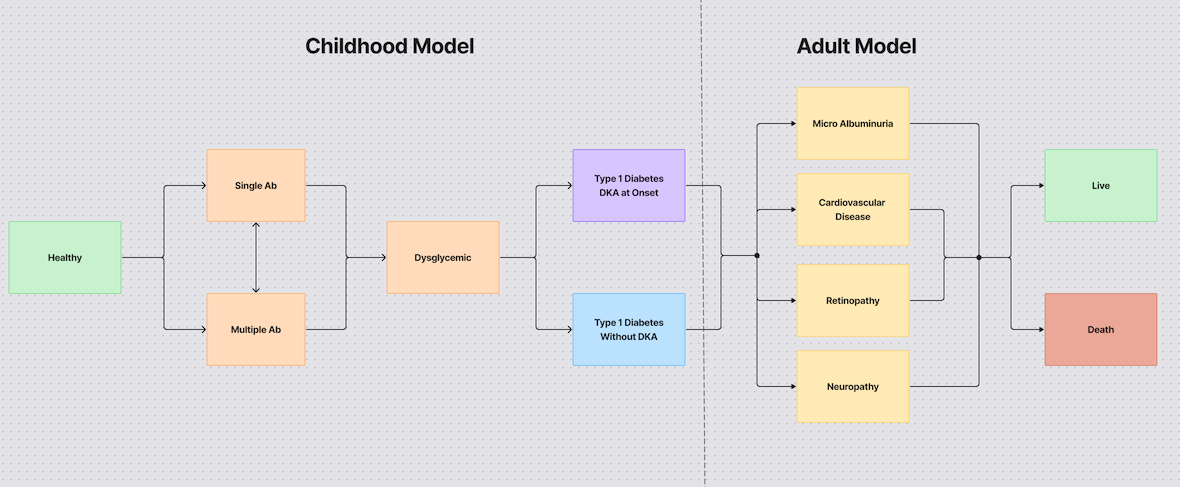 Childhood Model
Adult Model
Healthy
Single Ab
Multiple Ab
Dysglycemic
Type 1 Diabetes
DKA at Onset
Type 1 Diabetes
Without DKA
Micro Albuminuria
Cardiovascular
Disease
Retinopathy
Neuropathy
Live
Death